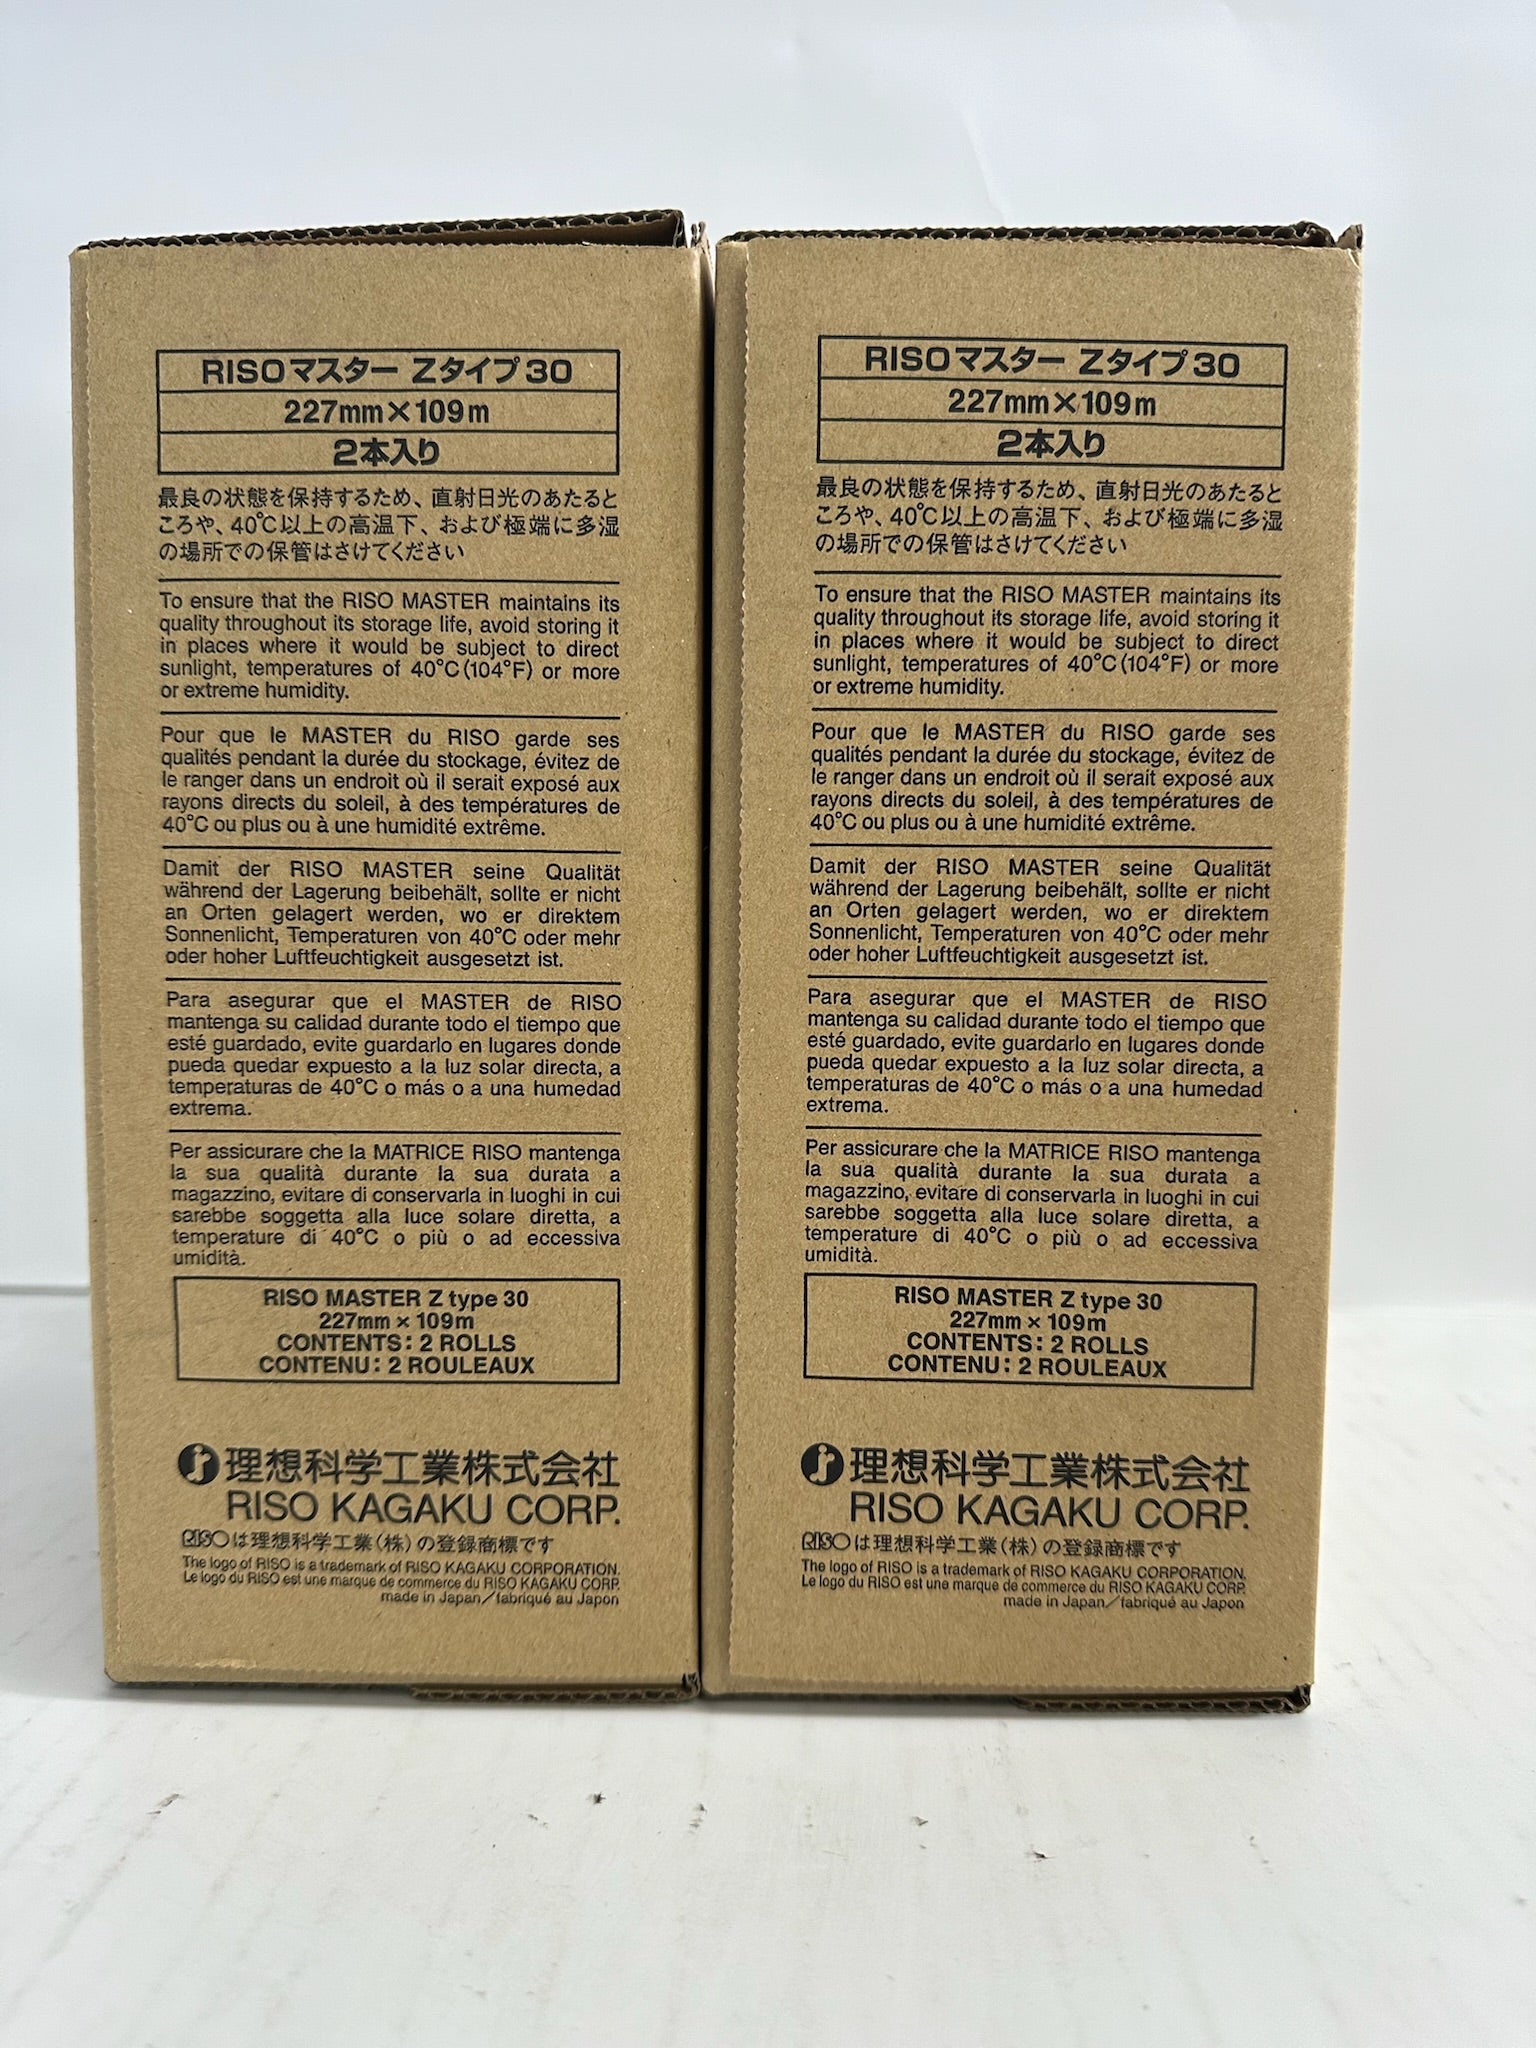 RISOマスター Zタイプ30
227mm×109m
2本入り
最良の状態を保持するため、直射日光のあたると
ころや、40℃以上の高温下、および極端に多湿
の場所での保管はさけてください
To ensure that the RISO MASTER maintains its
quality throughout its storage life, avoid storing it
in places where it would be subject to direct
sunlight, temperatures of 40°C(104°F) or more
or extreme humidity.
Pour que le MASTER du RISO garde ses
qualités pendant la durée du stockage, évitez de
le ranger dans un endroit où il serait exposé aux
rayons directs du soleil, à des températures de
40°C ou plus ou à une humidité extrême.
Damit der RISO MASTER seine Qualität
während der Lagerung beibehält, sollte er nicht
an Orten gelagert werden, wo er direktem
Sonnenlicht, Temperaturen von 40°C oder mehr
oder hoher Luftfeuchtigkeit ausgesetzt ist.
Para asegurar que el MASTER de RISO
mantenga su calidad durante todo el tiempo que
esté guardado, evite guardarlo en lugares donde
pueda quedar expuesto a la luz solar directa, a
temperaturas de 40°C o más o a una humedad
extrema.
Per assicurare che la MATRICE RISO mantenga
la sua qualità durante la sua durata a
magazzino, evitare di conservarla in luoghi in cui
sarebbe soggetta alla luce solare diretta, a
temperature di 40°C o più o ad eccessiva
umidità.
RISO MASTER Z type 30
227mm × 109m
CONTENTS: 2 ROLLS
CONTENU: 2 ROULEAUX
理想科学工業株式会社
RISO KAGAKU CORP.
RISOは理想科学工業(株)の登録商標です
The logo of RISO is a trademark of RISO KAGAKU CORPORATION.
Le logo du RISO est une marque de commerce du RISO KAGAKU CORP.
made in Japan/fabriqué au Japon
RISOマスター Zタイプ30
227mm×109m
2本入り
最良の状態を保持するため、直射日光のあたると
ころや、40℃以上の高温下、および極端に多湿
の場所での保管はさけてください
To ensure that the RISO MASTER maintains its
quality throughout its storage life, avoid storing it
in places where it would be subject to direct
sunlight, temperatures of 40°C(104°F) or more
or extreme humidity.
Pour que le MASTER du RISO garde ses
qualités pendant la durée du stockage, évitez de
le ranger dans un endroit où il serait exposé aux
rayons directs du soleil, à des températures de
40°C ou plus ou à une humidité extrême.
Damit der RISO MASTER seine Qualität
während der Lagerung beibehält, sollte er nicht
an Orten gelagert werden, wo er direktem
Sonnenlicht, Temperaturen von 40°C oder mehr
oder hoher Luftfeuchtigkeit ausgesetzt ist.
Para asegurar que el MASTER de RISO
mantenga su calidad durante todo el tiempo que
esté guardado, evite guardarlo en lugares donde
pueda quedar expuesto a la luz solar directa, a
temperaturas de 40°C o más o a una humedad
extrema.
Per assicurare che la MATRICE RISO mantenga
la sua qualità durante la sua durata a
magazzino, evitare di conservarla in luoghi in cui
sarebbe soggetta alla luce solare diretta, a
temperature di 40°C o più o ad eccessiva
umidità.
RISO MASTER Z type 30
227mm × 109m
CONTENTS: 2 ROLLS
CONTENU: 2 ROULEAUX
理想科学工業株式会社
RISO KAGAKU CORP.
RISOは理想科学工業(株)の登録商標です
The logo of RISO is a trademark of RISO KAGAKU CORPORATION.
Le logo du RISO est une marque de commerce du RISO KAGAKU CORP.
made in Japan/fabriqué au Japon